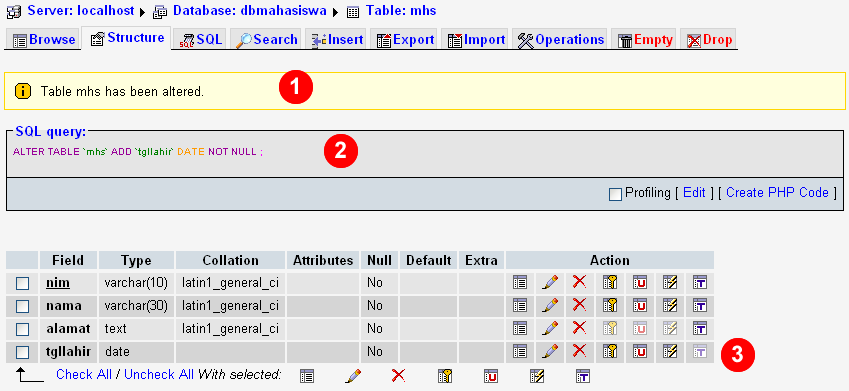 Server: localhost ▸ Database: dbmahasiswa ▸ Table: mhs
Browse Structure SQL Search Insert Export Import Operations Empty Drop
Table mhs has been altered. 1
SQL query:
ALTER TABLE `mhs` ADD `tgllahir` DATE NOT NULL ; 2
Profiling [ Edit ] [ Create PHP Code ]
Field Type Collation Attributes Null Default Extra Action
nim varchar(10) latin1_general_ci No
nama varchar(30) latin1_general_ci No
alamat text latin1_general_ci No
tgllahir date No 3
Check All / Uncheck All With selected: